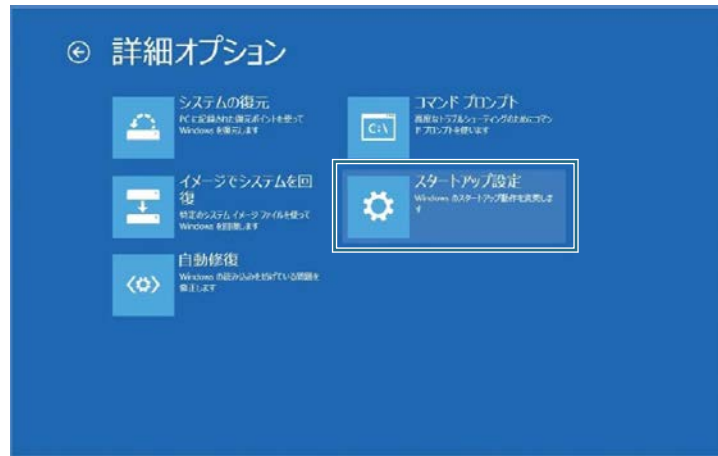 詳細オプション
システムの復元
PC に記録された復元ポイントを使って
Windows を復元します
コマンド プロンプト
高度なトラブルシューティングのためにコマン
ド プロンプトを使います
C:\
イメージでシステムを回
復
特定のシステム イメージ ファイルを使って
Windows を回復します
スタートアップ設定
Windows のスタートアップ動作を変更しま
す
自動修復
Windows の読み込みを妨げている問題を
修正します